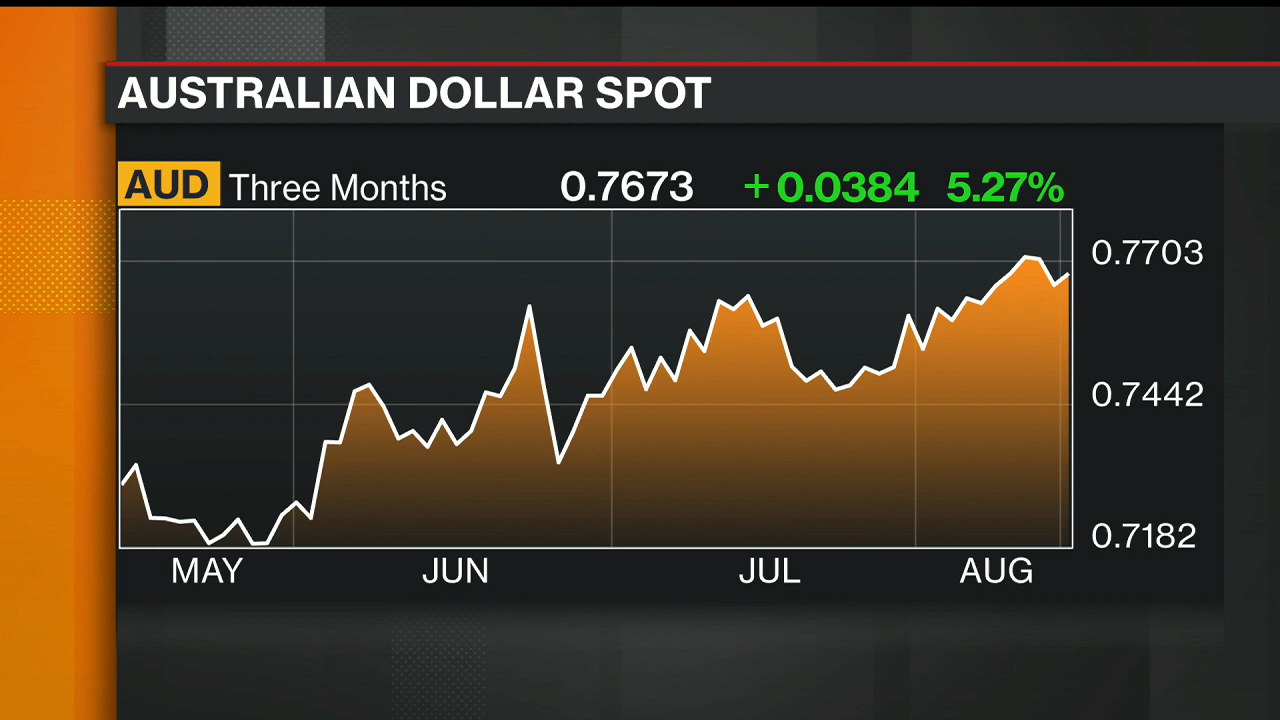 AUSTRALIAN DOLLAR SPOT
AUD Three Months 0.7673 +0.0384 5.27%
0.7703
0.7442
0.7182
MAY JUN JUL AUG